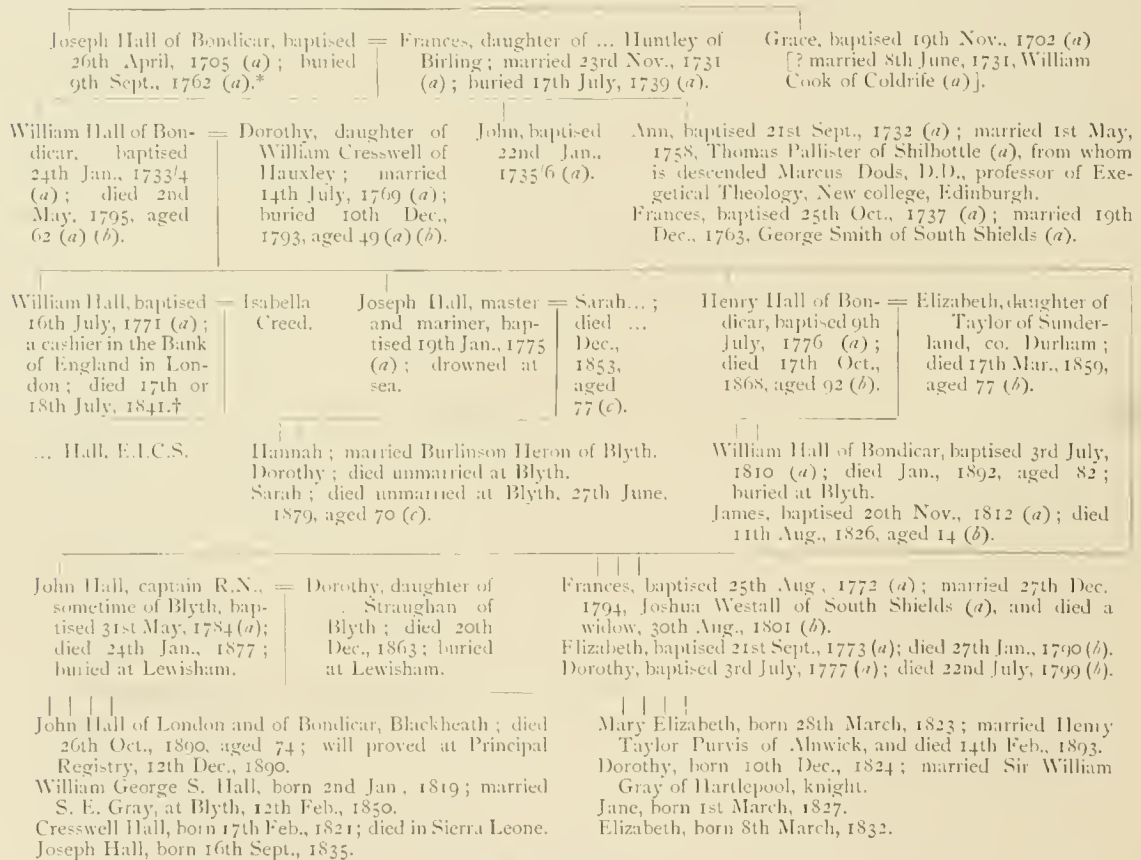 Joseph Hall of Bondicar, baptised
26th April, 1705 (a); buried
9th Sept., 1762 (a).*
=
Frances, daughter of ... Huntley of
Birling; married 23rd Nov., 1731
(a); buried 17th July, 1739 (a).
Grace, baptised 19th Nov., 1702 (a)
[? married 8th June, 1731, William
Cook of Coldrife (a)].
William Hall of Bon-
dicar, baptised
24th Jan., 1733/4
(a); died 2nd
May, 1795, aged
62 (a) (b).
=
Dorothy, daughter of
William Cresswell of
Hauxley; married
14th July, 1769 (a);
buried 10th Dec.,
1793, aged 49 (a) (b).
John, baptised
22nd Jan.,
1735/6 (a).
Ann, baptised 21st Sept., 1732 (a); married 1st May,
1758, Thomas Pallister of Shilbottle (a), from whom
is descended Marcus Dods, D.D., professor of Exe-
getical Theology, New college, Edinburgh.
Frances, baptised 25th Oct., 1737 (a); married 19th
Dec., 1763, George Smith of South Shields (a).
William Hall, baptised
16th July, 1771 (a);
a cashier in the Bank
of England in Lon-
don; died 17th or
18th July, 1841.†
=
Isabella
Creed.
Joseph Hall, master
and mariner, bap-
tised 19th Jan., 1775
(a); drowned at
sea.
=
Sarah...;
died ...
Dec.,
1853,
aged
77 (c).
Henry Hall of Bon-
dicar, baptised 9th
July, 1776 (a);
died 17th Oct.,
1868, aged 92 (b).
=
Elizabeth, daughter of
Taylor of Sunder-
land, co. Durham;
died 17th Mar., 1859,
aged 77 (b).
... Hall, E.I.C.S.
Hannah; married Burlinson Heron of Blyth.
Dorothy; died unmarried at Blyth.
Sarah; died unmarried at Blyth, 27th June,
1879, aged 70 (c).
William Hall of Bondicar, baptised 3rd July,
1810 (a); died Jan., 1892, aged 82;
buried at Blyth.
James, baptised 20th Nov., 1812 (a); died
11th Aug., 1826, aged 14 (b).
John Hall, captain R.N.,
sometime of Blyth, bap-
tised 31st May, 1784 (a);
died 24th Jan., 1877;
buried at Lewisham.
=
Dorothy, daughter of
. Straughan of
Blyth; died 20th
Dec., 1863; buried
at Lewisham.
Frances, baptised 25th Aug., 1772 (a); married 27th Dec.
1794, Joshua Westall of South Shields (a), and died a
widow, 30th Aug., 1801 (b).
Elizabeth, baptised 21st Sept., 1773 (a); died 27th Jan., 1790 (b).
Dorothy, baptised 3rd July, 1777 (a); died 22nd July, 1799 (b).
John Hall of London and of Bondicar, Blackheath; died
26th Oct., 1890, aged 74; will proved at Principal
Registry, 12th Dec., 1890.
William George S. Hall, born 2nd Jan., 1819; married
S. E. Gray, at Blyth, 12th Feb., 1850.
Cresswell Hall, born 17th Feb., 1821; died in Sierra Leone.
Joseph Hall, born 16th Sept., 1835.
Mary Elizabeth, born 28th March, 1823; married Henry
Taylor Purvis of Alnwick, and died 14th Feb., 1893.
Dorothy, born 10th Dec., 1824; married Sir William
Gray of Hartlepool, knight.
Jane, born 1st March, 1827.
Elizabeth, born 8th March, 1832.